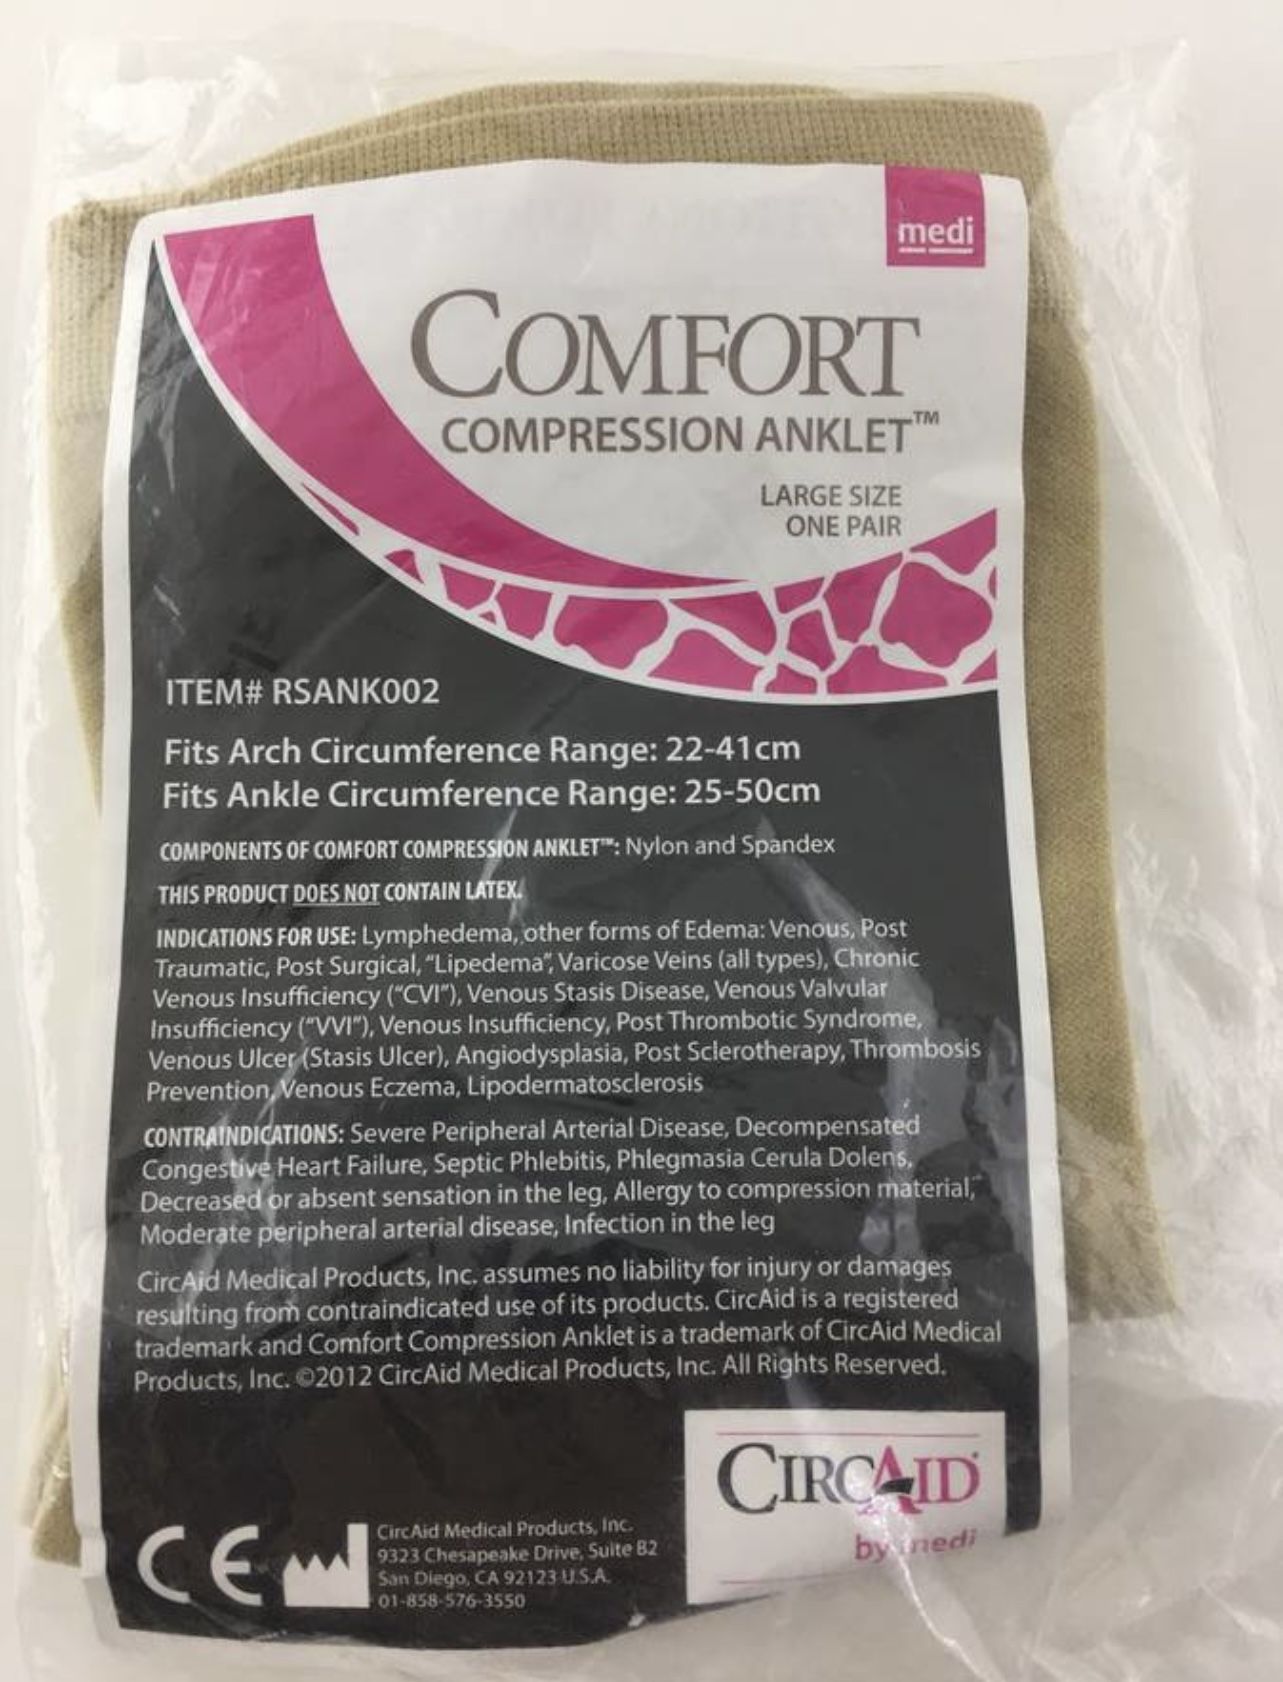 medi
COMFORT
COMPRESSION ANKLET™
LARGE SIZE
ONE PAIR
ITEM# RSANK002
Fits Arch Circumference Range: 22-41cm
Fits Ankle Circumference Range: 25-50cm
COMPONENTS OF COMFORT COMPRESSION ANKLET™: Nylon and Spandex
THIS PRODUCT DOES NOT CONTAIN LATEX.
INDICATIONS FOR USE: Lymphedema, other forms of Edema: Venous, Post
Traumatic, Post Surgical, “Lipedema”, Varicose Veins (all types), Chronic
Venous Insufficiency (“CVI”), Venous Stasis Disease, Venous Valvular
Insufficiency (“VVI”), Venous Insufficiency, Post Thrombotic Syndrome,
Venous Ulcer (Stasis Ulcer), Angiodysplasia, Post Sclerotherapy, Thrombosis
Prevention, Venous Eczema, Lipodermatosclerosis
CONTRAINDICATIONS: Severe Peripheral Arterial Disease, Decompensated
Congestive Heart Failure, Septic Phlebitis, Phlegmasia Cerula Dolens,
Decreased or absent sensation in the leg, Allergy to compression material,
Moderate peripheral arterial disease, Infection in the leg
CircAid Medical Products, Inc. assumes no liability for injury or damages
resulting from contraindicated use of its products. CircAid is a registered
trademark and Comfort Compression Anklet is a trademark of CircAid Medical
Products, Inc. ©2012 CircAid Medical Products, Inc. All Rights Reserved.
CIRCAID®
by medi
CE
CircAid Medical Products, Inc.
9323 Chesapeake Drive, Suite B2
San Diego, CA 92123 U.S.A.
01-858-576-3550